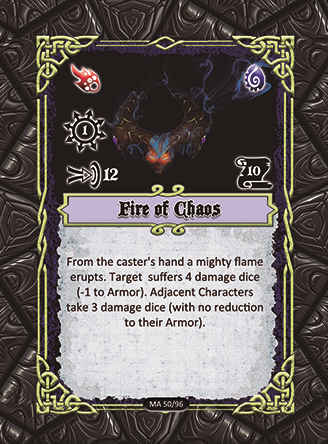 1
12
10
Fire of Chaos
From the caster's hand a mighty flame
erupts. Target suffers 4 damage dice
(-1 to Armor). Adjacent Characters
take 3 damage dice (with no reduction
to their Armor).
MA 50/96